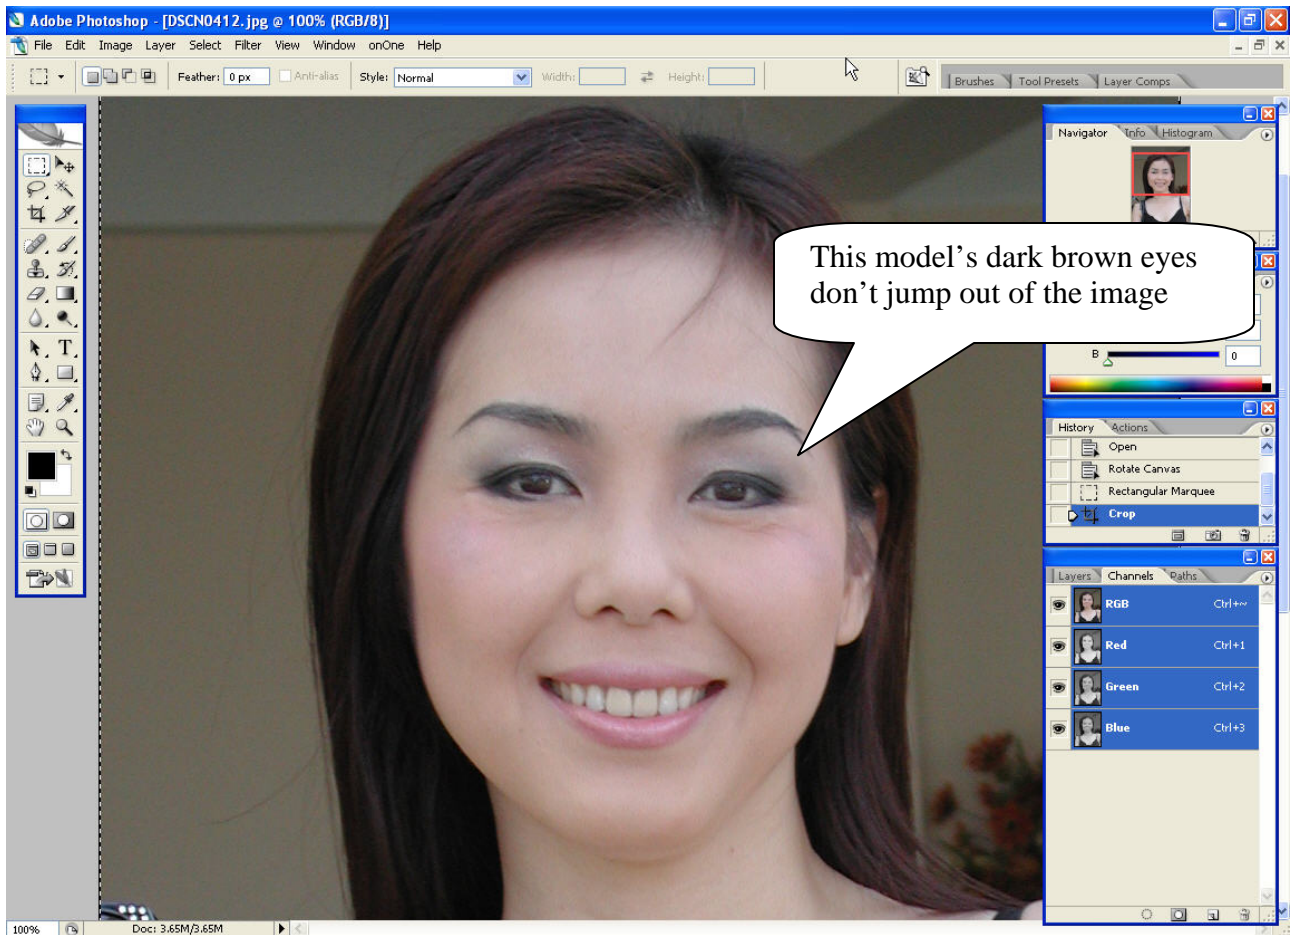 Adobe Photoshop - [DSCN0412.jpg @ 100% (RGB/8)]
File Edit Image Layer Select Filter View Window onOne Help
Feather: 0 px Anti-alias Style: Normal Width: Height: Brushes Tool Presets Layer Comps
Navigator Info Histogram
This model’s dark brown eyes
don’t jump out of the image
B 0
History Actions
Open
Rotate Canvas
Rectangular Marquee
Crop
Layers Channels Paths
RGB Ctrl+~
Red Ctrl+1
Green Ctrl+2
Blue Ctrl+3
100% Doc: 3.65M/3.65M